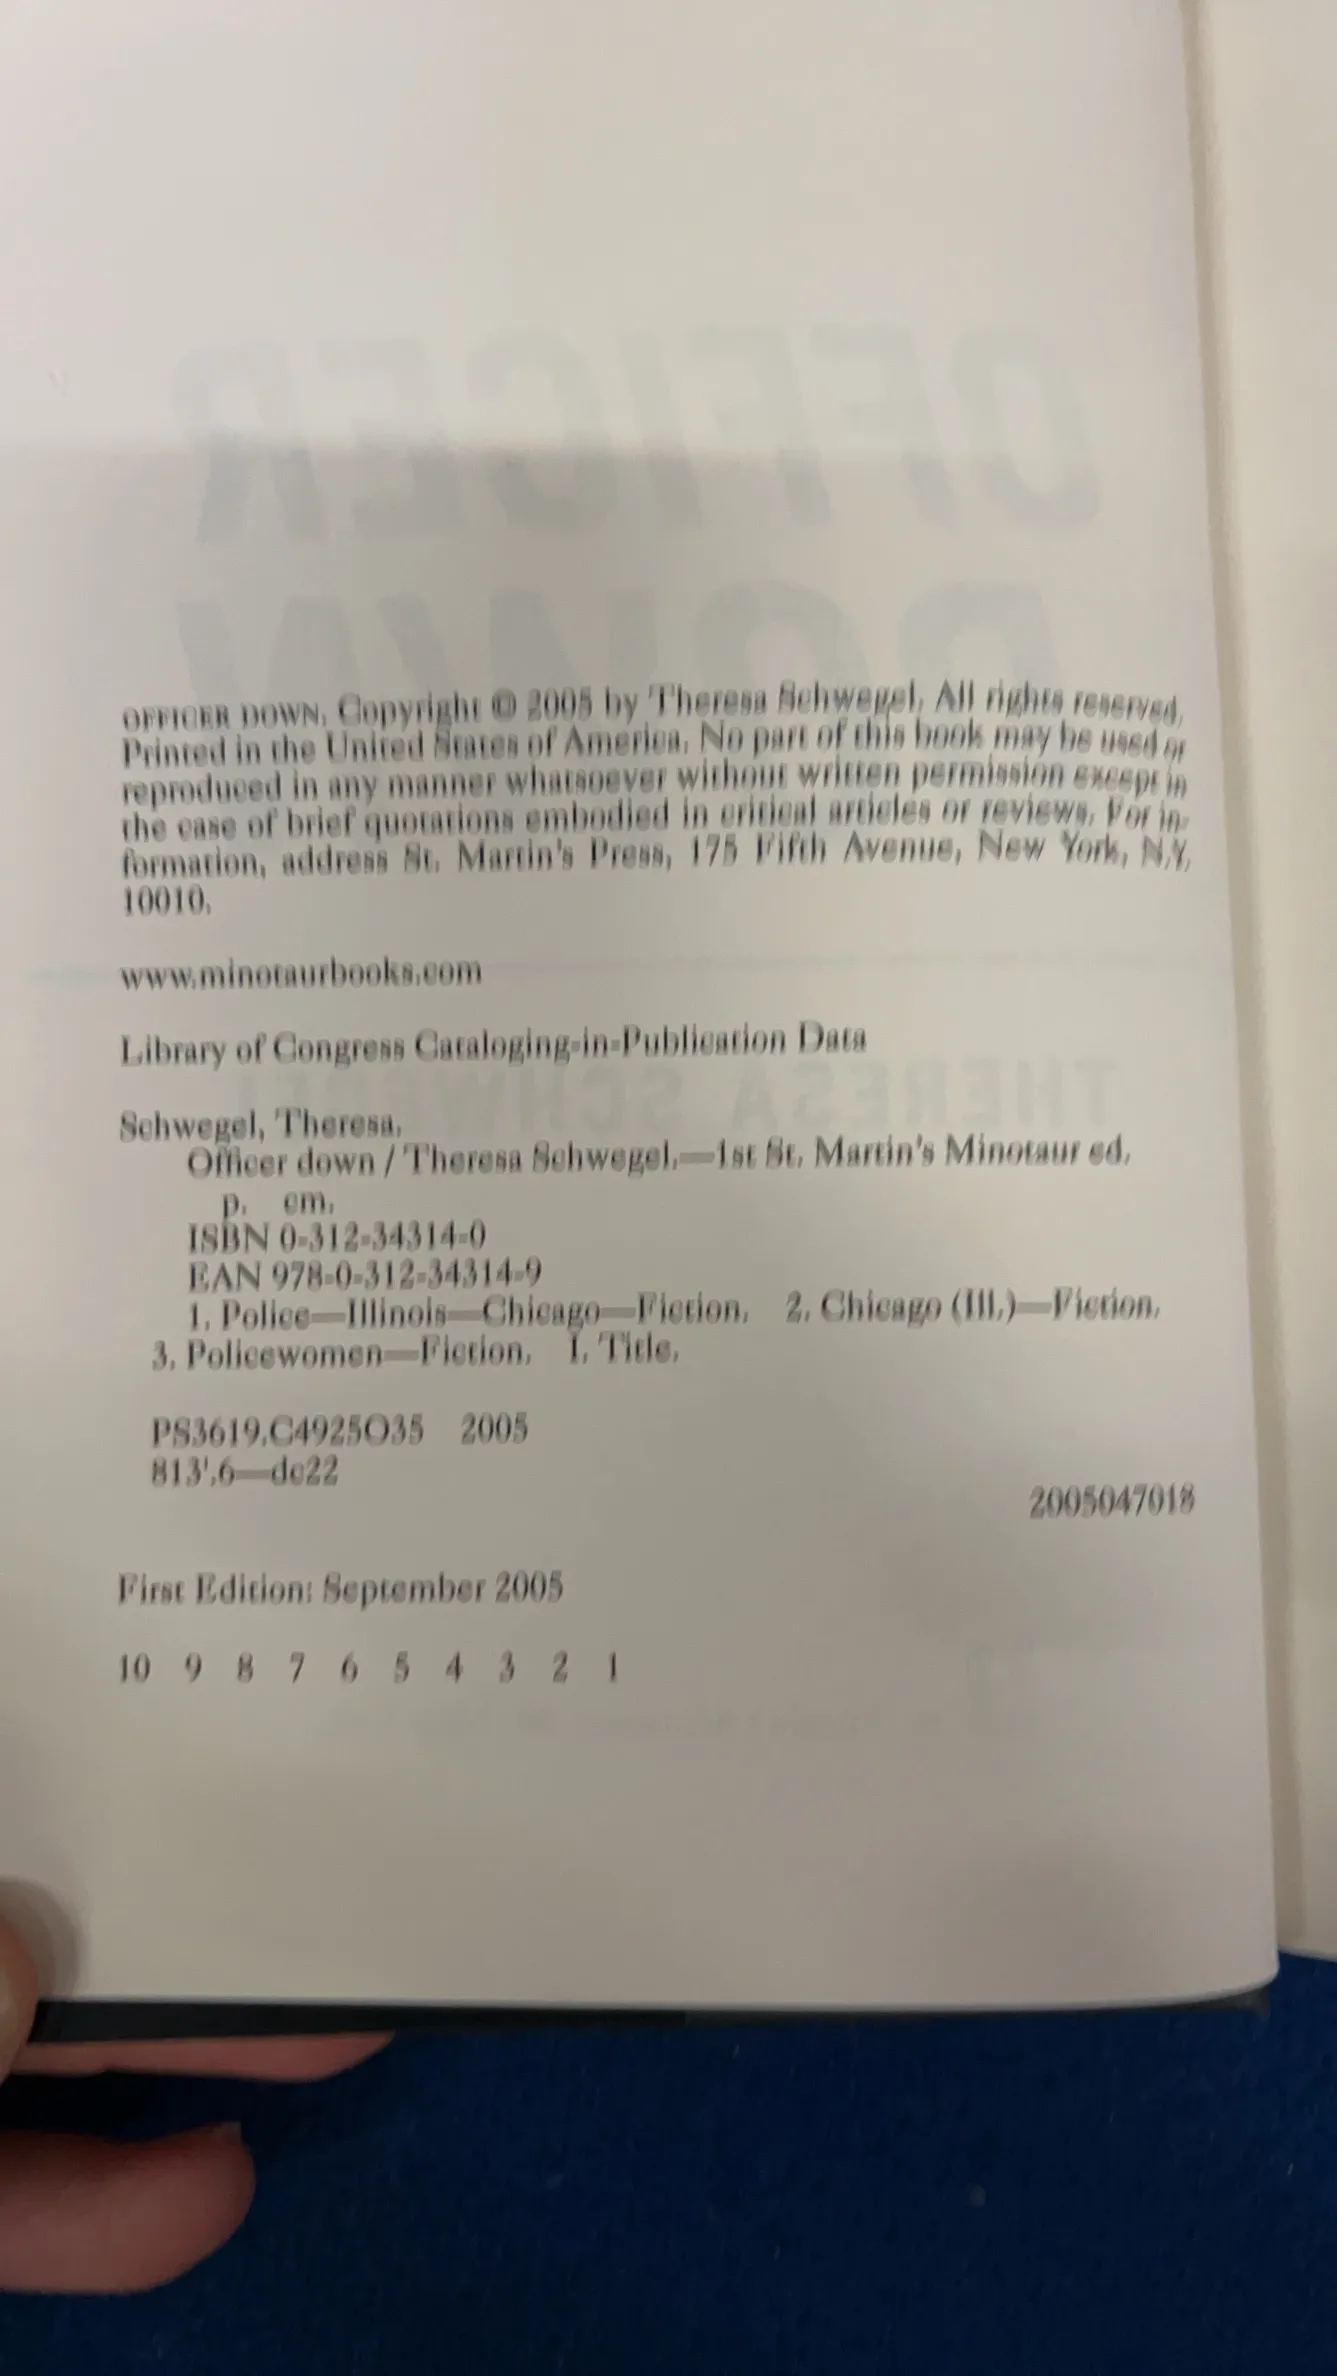 OFFICER DOWN. Copyright © 2005 by Theresa Schwegel. All rights reserved.
Printed in the United States of America. No part of this book may be used or
reproduced in any manner whatsoever without written permission except in
the case of brief quotations embodied in critical articles or reviews. For in-
formation, address St. Martin's Press, 175 Fifth Avenue, New York, N.Y.
10010.
www.minotaurbooks.com
Library of Congress Cataloging-in-Publication Data
Schwegel, Theresa.
Officer down / Theresa Schwegel.—1st St. Martin's Minotaur ed.
p. cm.
ISBN 0-312-34314-0
EAN 978-0-312-34314-9
1. Police—Illinois—Chicago—Fiction. 2. Chicago (Ill.)—Fiction.
3. Policewomen—Fiction. I. Title.
PS3619.C4925O35 2005
813'.6—dc22
2005047018
First Edition: September 2005
10 9 8 7 6 5 4 3 2 1